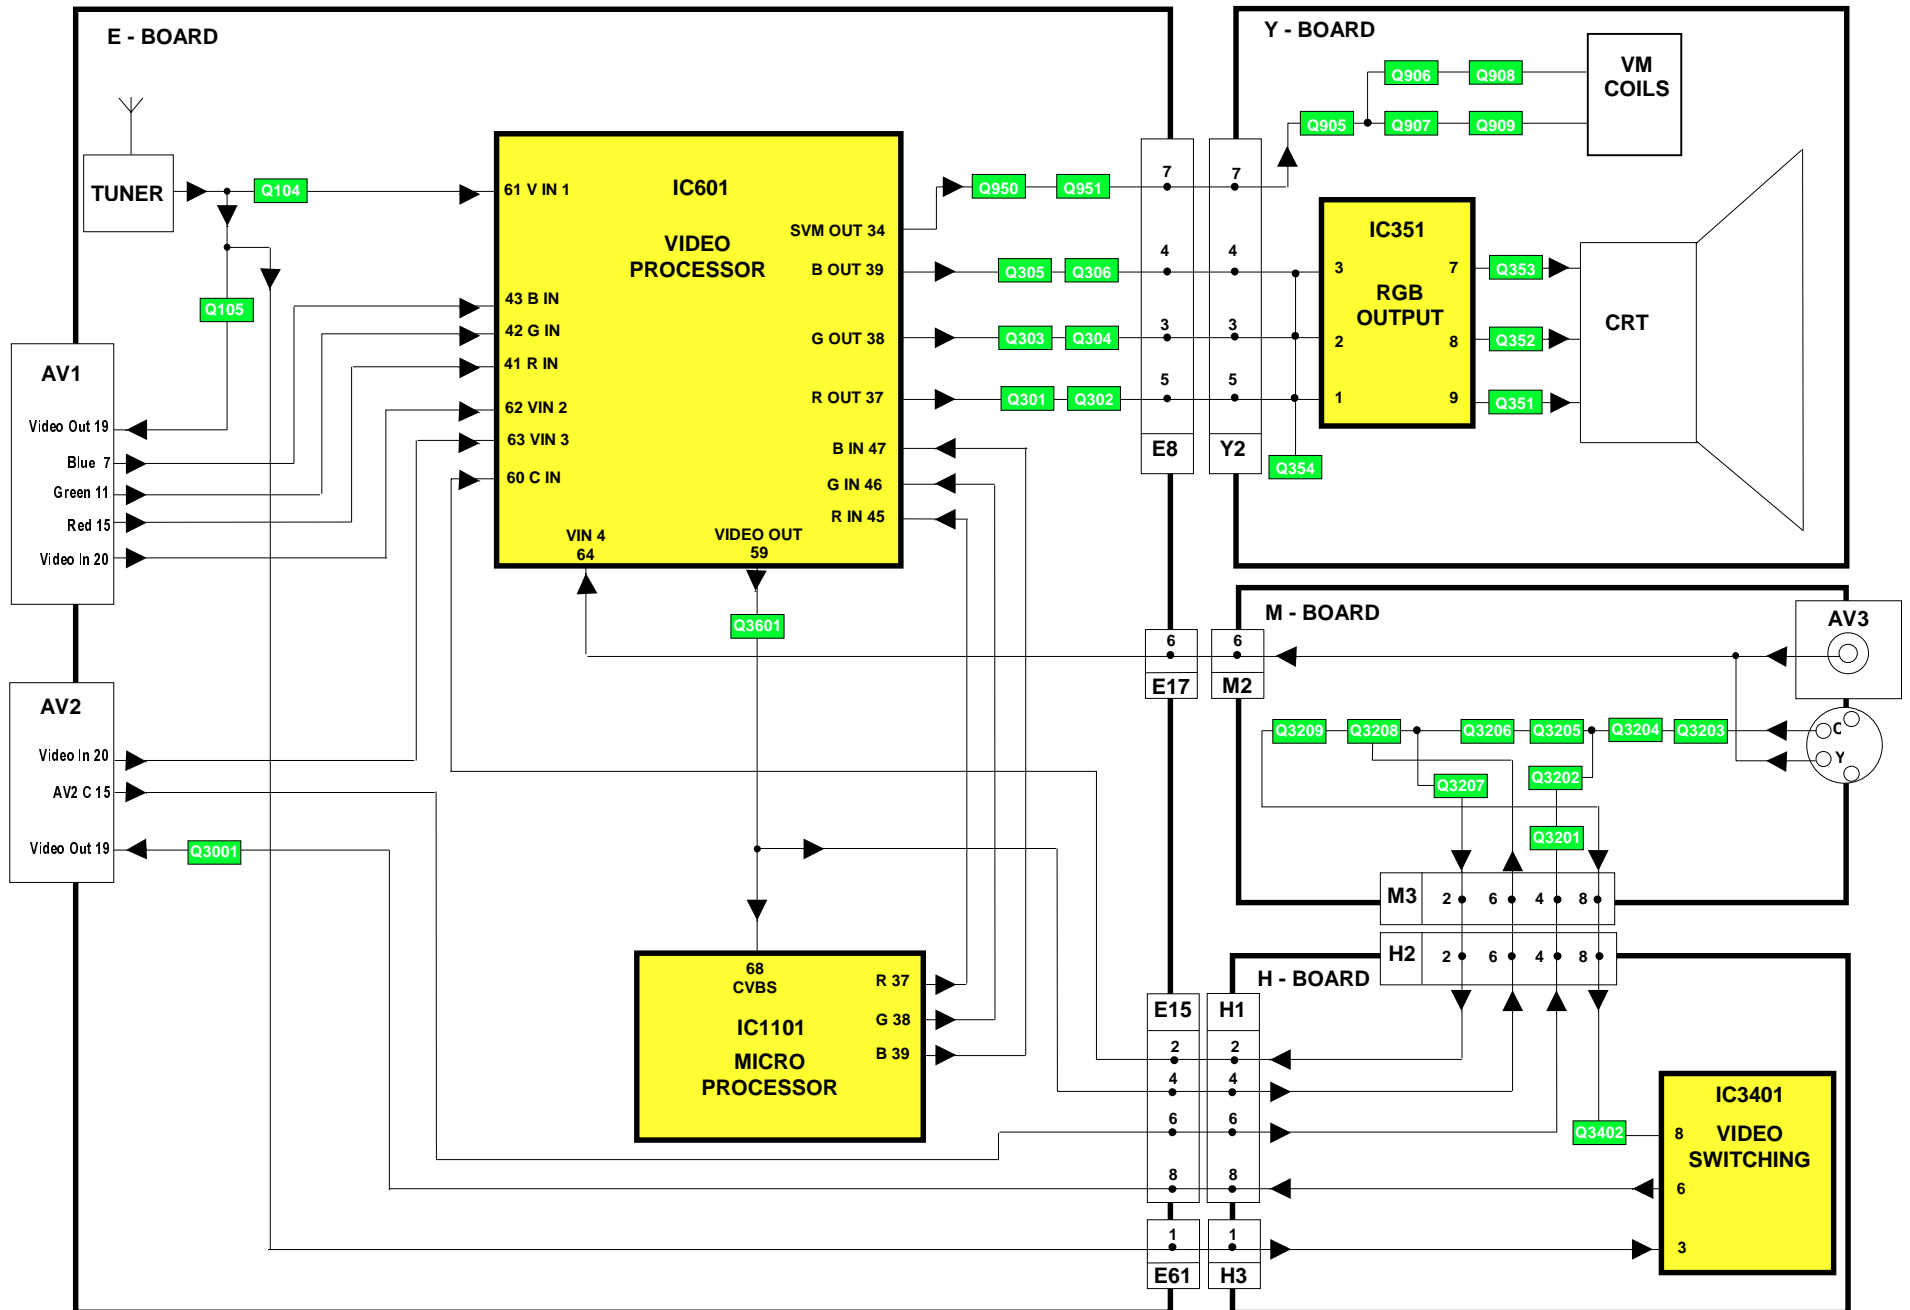 E - BOARD
TUNER
Q104
Q105
IC601
VIDEO
PROCESSOR
61 V IN 1
43 B IN
42 G IN
41 R IN
62 VIN 2
63 VIN 3
60 C IN
VIN 4
64
VIDEO OUT
59
SVM OUT 34
B OUT 39
G OUT 38
R OUT 37
B IN 47
G IN 46
R IN 45
Q950
Q951
Q305
Q306
Q303
Q304
Q301
Q302
7
4
3
5
E8
7
4
3
5
Y2
Y - BOARD
Q905
Q906
Q908
Q907
Q909
VM
COILS
IC351
RGB
OUTPUT
3
2
1
7
8
9
Q353
Q352
Q351
Q354
CRT
AV1
Video Out 19
Blue 7
Green 11
Red 15
Video In 20
AV2
Video In 20
AV2 C 15
Video Out 19
Q3001
Q3601
68
CVBS
IC1101
MICRO
PROCESSOR
R 37
G 38
B 39
6
E17
6
M2
M - BOARD
AV3
C
Y
Q3209
Q3208
Q3206
Q3205
Q3204
Q3203
Q3207
Q3202
Q3201
M3
2
6
4
8
H2
2
6
4
8
H - BOARD
E15
2
4
6
8
H1
2
4
6
8
1
E61
1
H3
Q3402
IC3401
VIDEO
SWITCHING
8
6
3